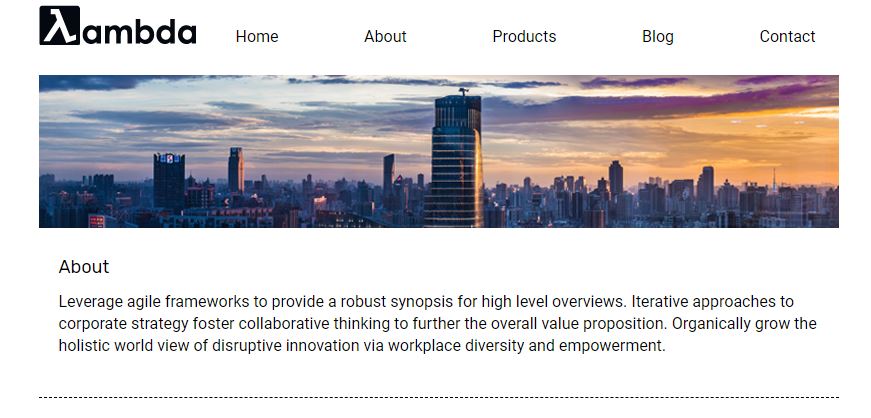 λambda
Home About Products Blog Contact
About
Leverage agile frameworks to provide a robust synopsis for high level overviews. Iterative approaches to
corporate strategy foster collaborative thinking to further the overall value proposition. Organically grow the
holistic world view of disruptive innovation via workplace diversity and empowerment.